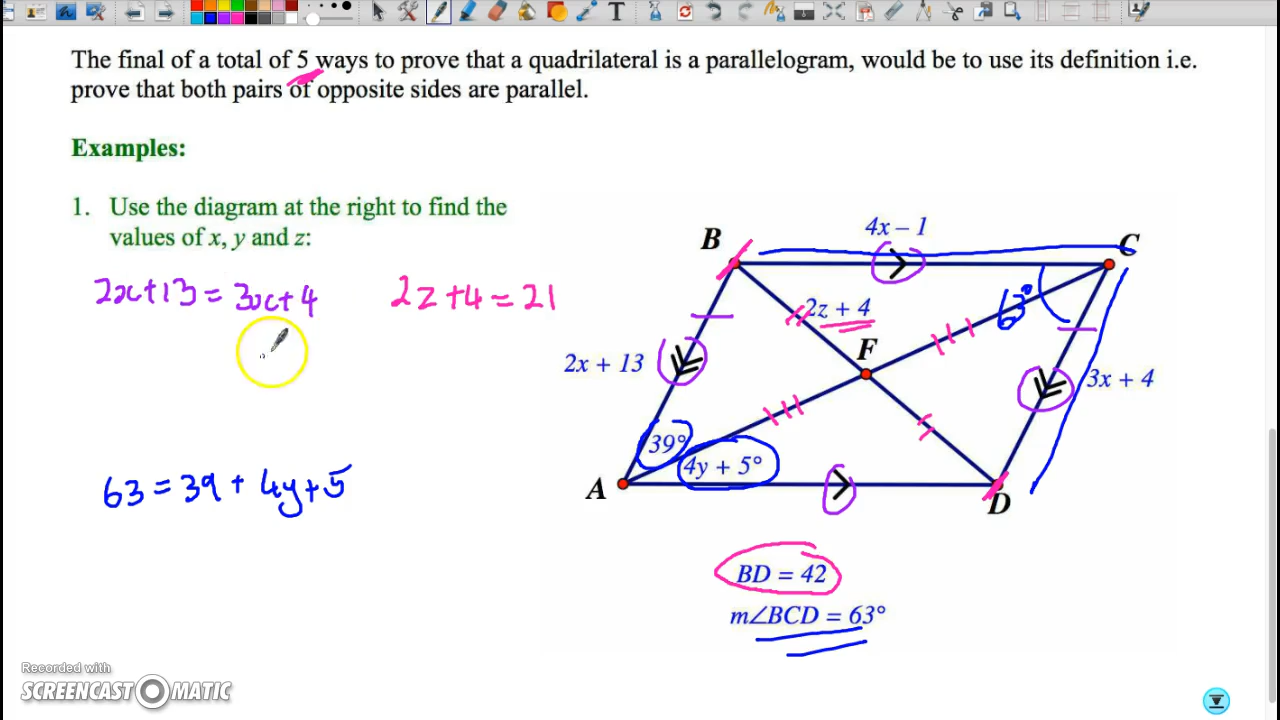 The final of a total of 5 ways to prove that a quadrilateral is a parallelogram, would be to use its definition i.e.
prove that both pairs of opposite sides are parallel.
Examples:
1. Use the diagram at the right to find the
values of x, y and z:
2x+13=3x+4
2z+4=21
63=39+4y+5
B
4x – 1
C
2z + 4
63°
F
2x + 13
3x + 4
39°
4y + 5°
A
D
BD = 42
m∠BCD = 63°
Recorded with
SCREENCAST MATIC